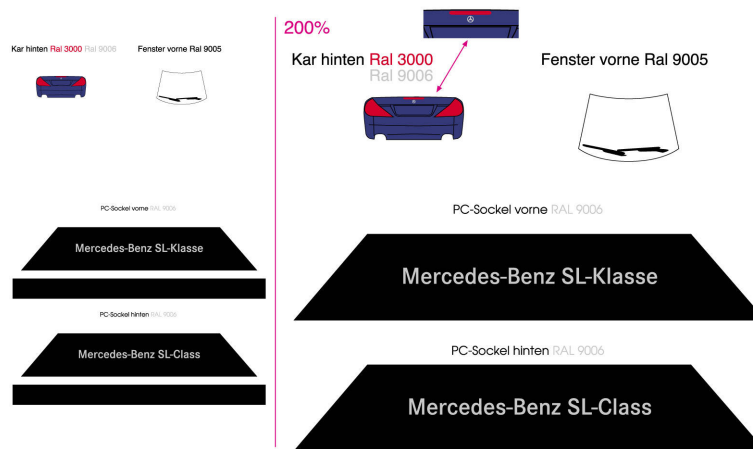 Kar hinten Ral 3000 Ral 9006
Fenster vorne Ral 9005
PC-Sockel vorne RAL 9006
Mercedes-Benz SL-Klasse
PC-Sockel hinten RAL 9006
Mercedes-Benz SL-Class
200%
Kar hinten Ral 3000
Ral 9006
Fenster vorne Ral 9005
PC-Sockel vorne RAL 9006
Mercedes-Benz SL-Klasse
PC-Sockel hinten RAL 9006
Mercedes-Benz SL-Class